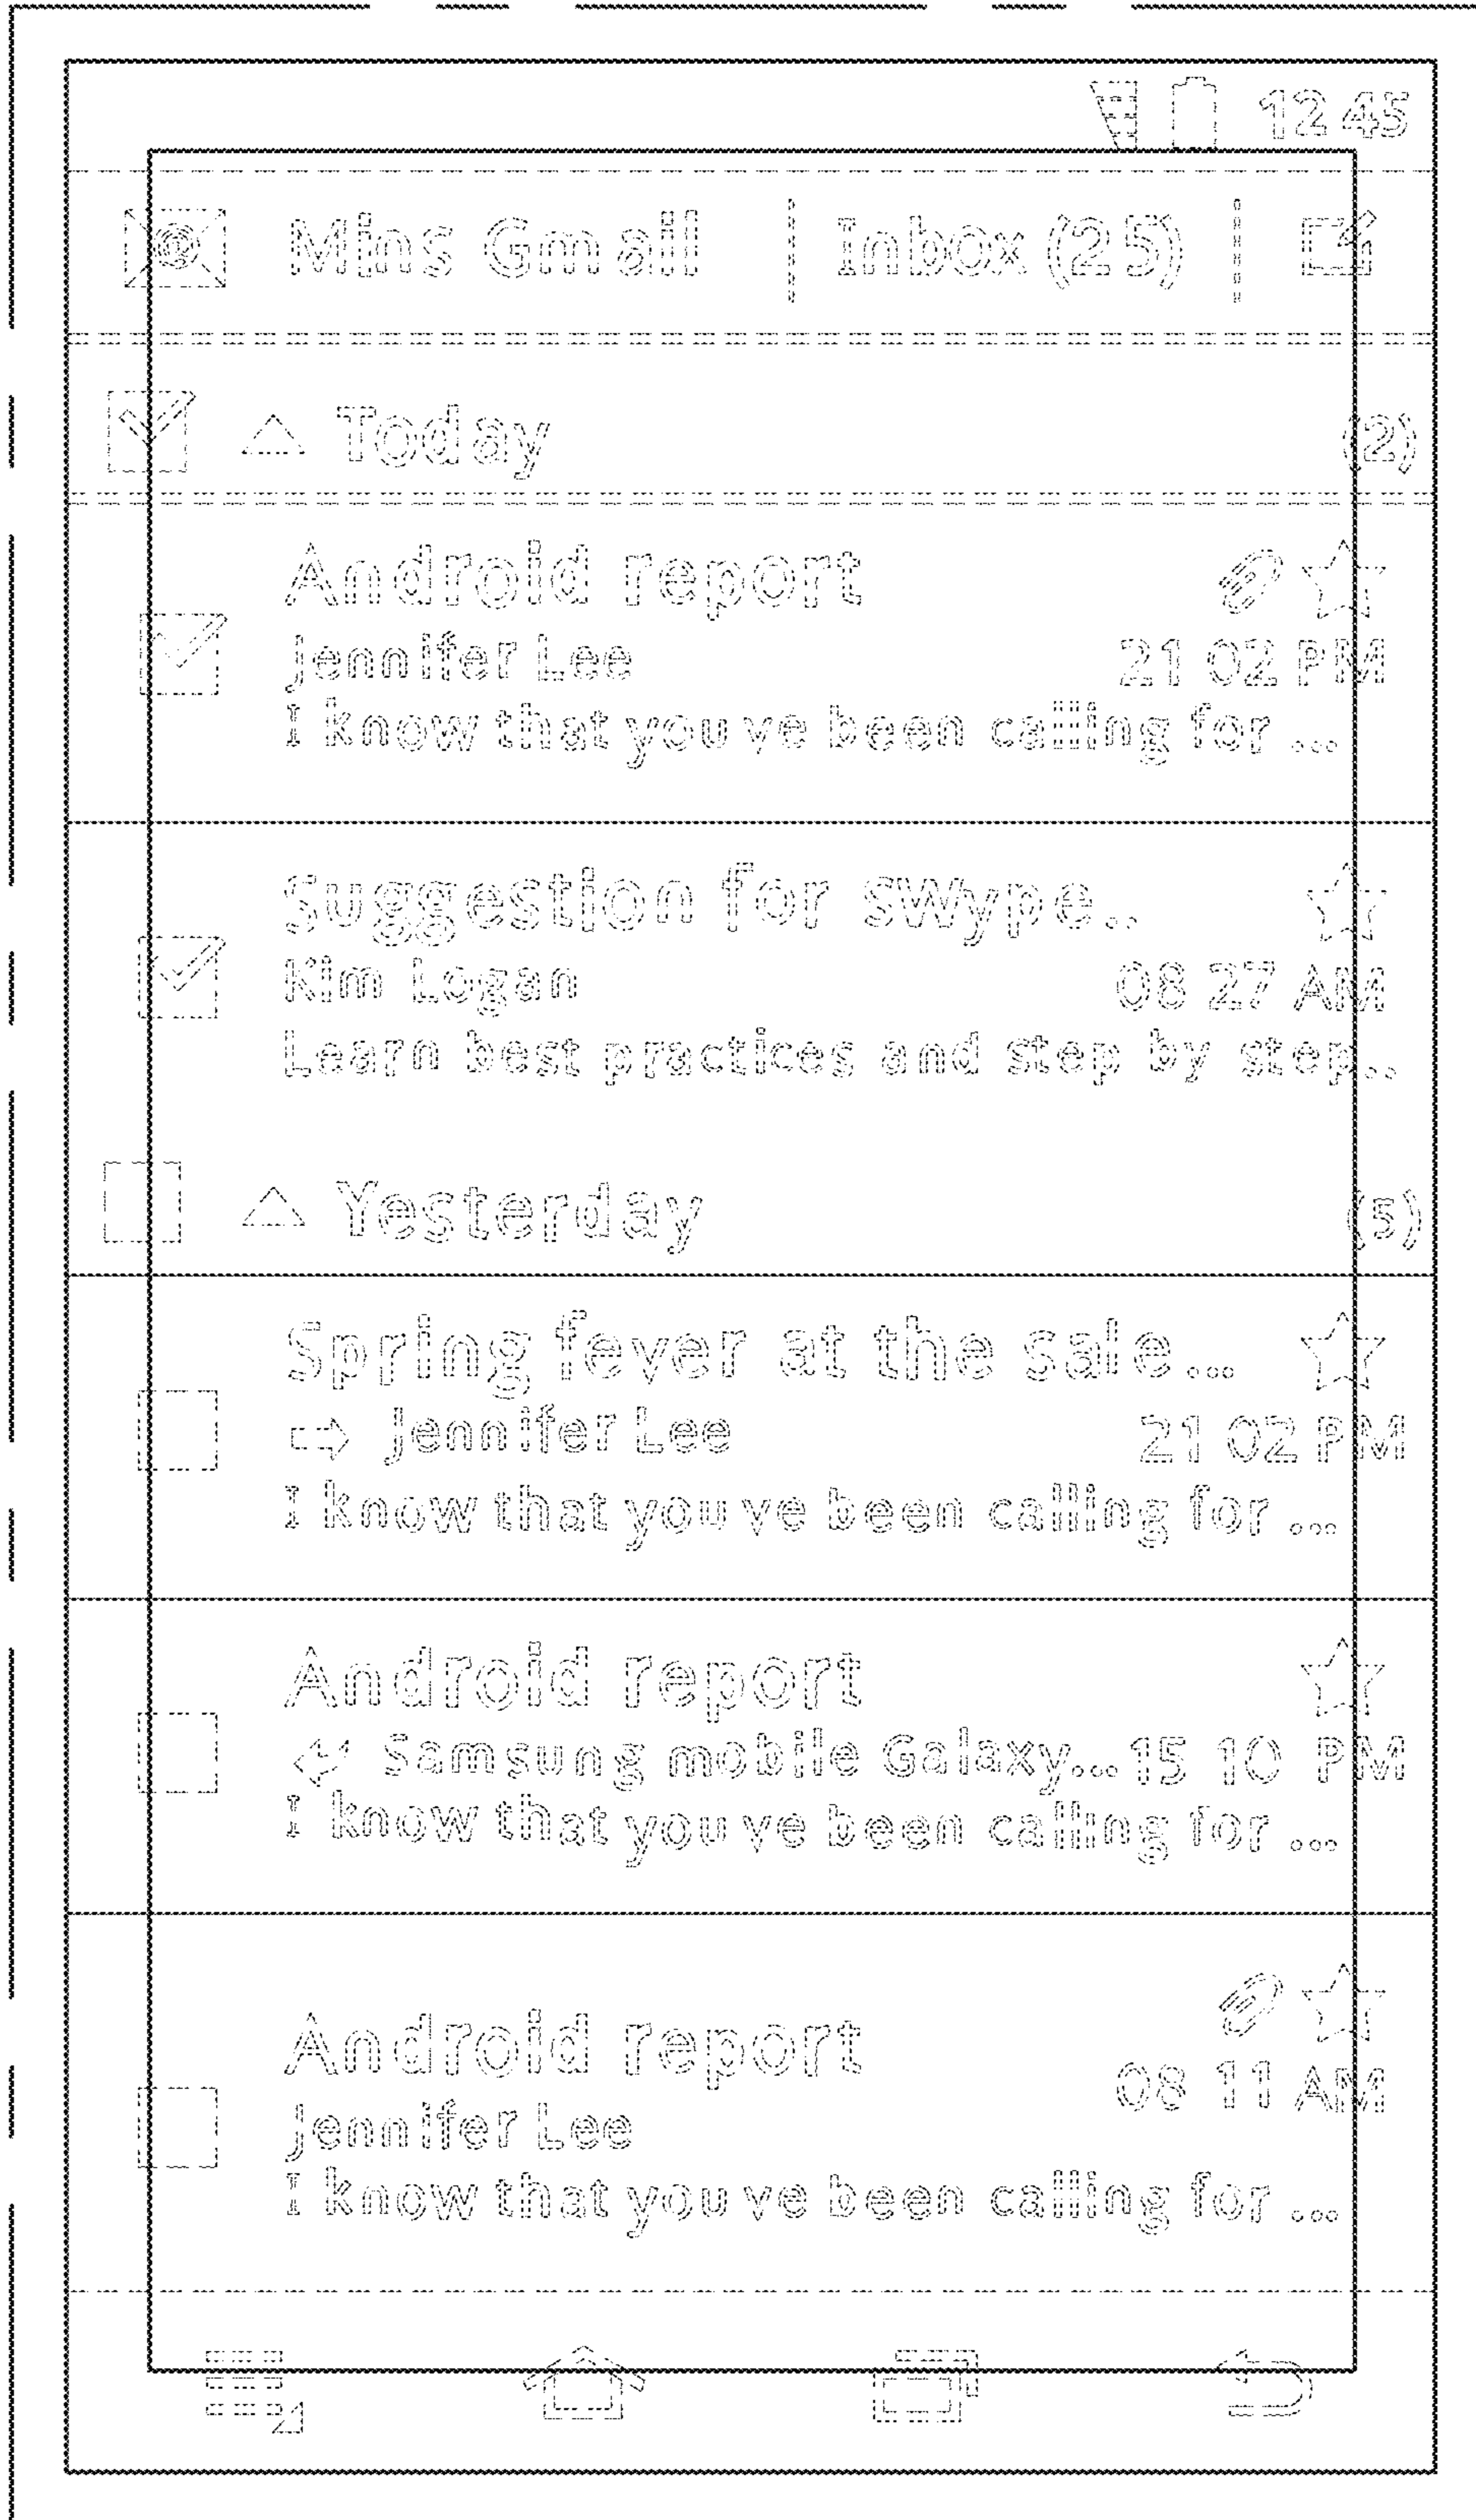 12 45
Mins Gmail | Inbox (25) |
Today (2)
Android report
Jennifer Lee 21 02 PM
I know that you ve been calling for ...
Suggestion for swype..
Kim Logan 08 27 AM
Learn best practices and step by step..
Yesterday (5)
Spring fever at the sale...
Jennifer Lee 21 02 PM
I know that you ve been calling for ...
Android report
Samsung mobile Galaxy... 15 10 PM
I know that you ve been calling for ...
Android report
08 11 AM
Jennifer Lee
I know that you ve been calling for ...